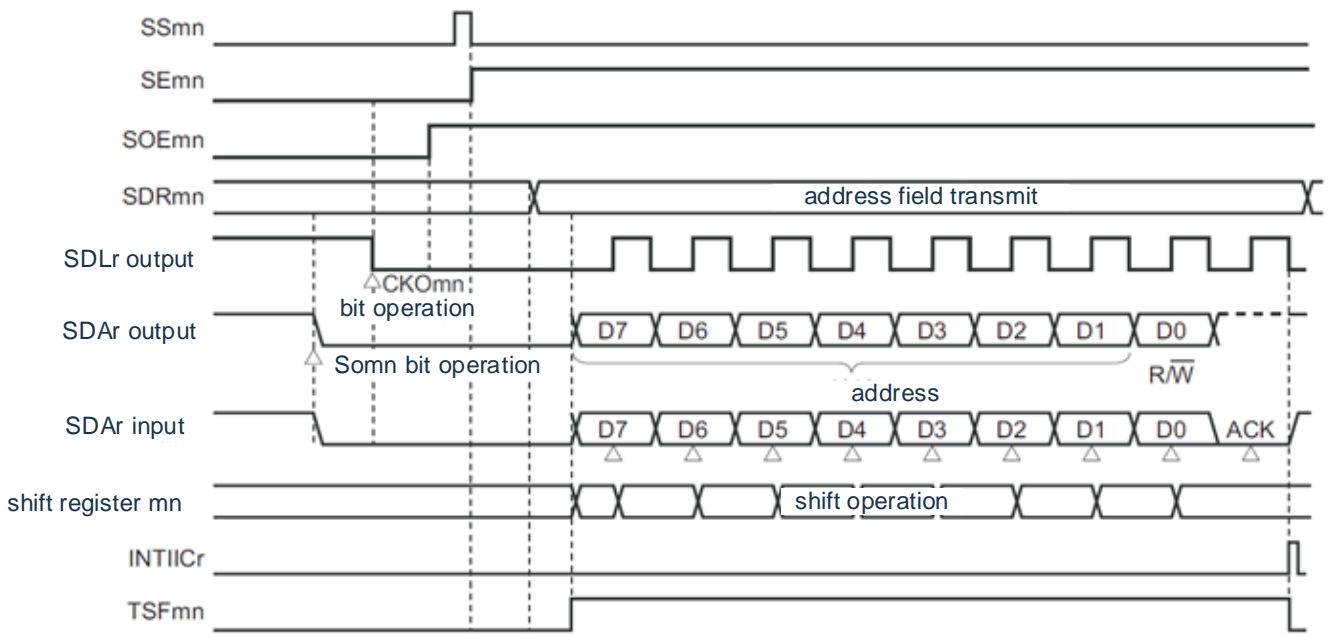 SSmn
SEmn
SOEmn
SDRmn address field transmit
SDLr output
CKOmn
bit operation
SDAr output D7 D6 D5 D4 D3 D2 D1 D0
Somn bit operation
R/W
address
SDAr input D7 D6 D5 D4 D3 D2 D1 D0 ACK
shift register mn shift operation
INTIICr
TSFmn